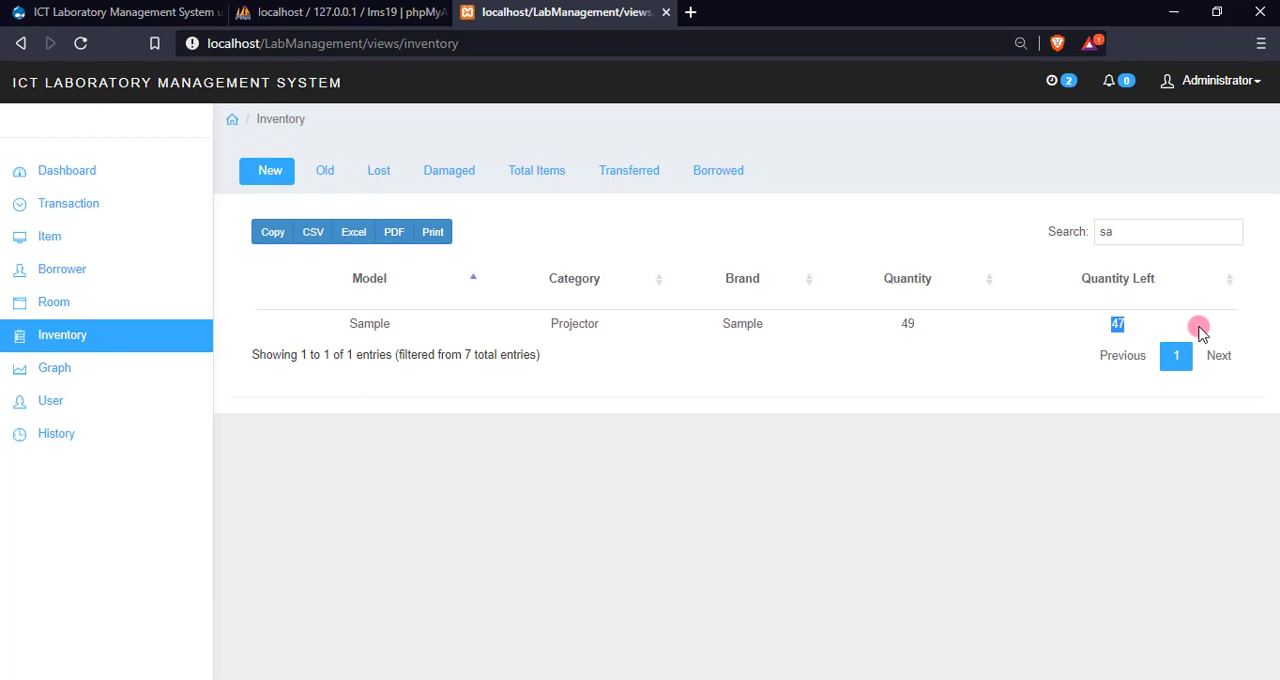 ICT Laboratory Management System u
localhost / 127.0.0.1 / lms19 | phpMyA
localhost/LabManagement/views,
localhost/LabManagement/views/inventory
1
ICT LABORATORY MANAGEMENT SYSTEM
2
0
Administrator
/ Inventory
New Old Lost Damaged Total Items Transferred Borrowed
Dashboard
Transaction
Item
Borrower
Room
Inventory
Graph
User
History
Copy CSV Excel PDF Print
Search: sa
Model Category Brand Quantity Quantity Left
Sample Projector Sample 49 47
Showing 1 to 1 of 1 entries (filtered from 7 total entries)
Previous 1 Next